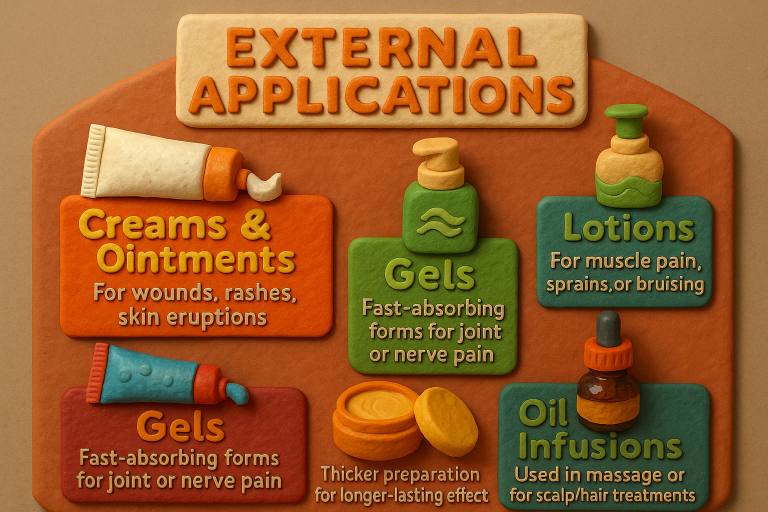 EXTERNAL
APPLICATIONS
Creams &
Ointments
For wounds, rashes,
skin eruptions
Gels
Fast-absorbing
forms for joint
or nerve pain
Lotions
For muscle pain,
sprains,or bruising
Gels
Fast-absorbing forms
for joint or nerve pain
Thicker preparation
for longer-lasting effect
Oil
Infusions
Used in massage or
for scalp/hair treatments